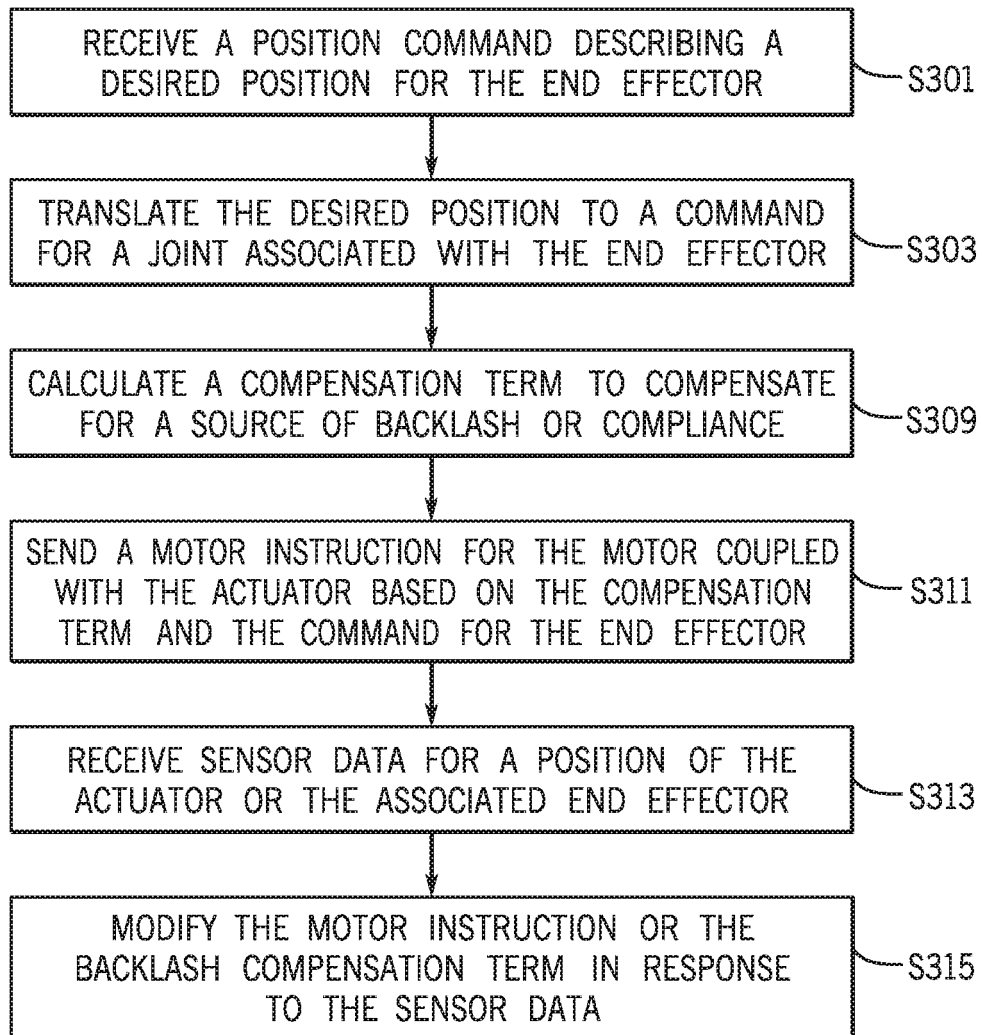 RECEIVE A POSITION COMMAND DESCRIBING A
DESIRED POSITION FOR THE END EFFECTOR
S301
TRANSLATE THE DESIRED POSITION TO A COMMAND
FOR A JOINT ASSOCIATED WITH THE END EFFECTOR
S303
CALCULATE A COMPENSATION TERM TO COMPENSATE
FOR A SOURCE OF BACKLASH OR COMPLIANCE
S309
SEND A MOTOR INSTRUCTION FOR THE MOTOR COUPLED
WITH THE ACTUATOR BASED ON THE COMPENSATION
TERM AND THE COMMAND FOR THE END EFFECTOR
S311
RECEIVE SENSOR DATA FOR A POSITION OF THE
ACTUATOR OR THE ASSOCIATED END EFFECTOR
S313
MODIFY THE MOTOR INSTRUCTION OR THE
BACKLASH COMPENSATION TERM IN RESPONSE
TO THE SENSOR DATA
S315